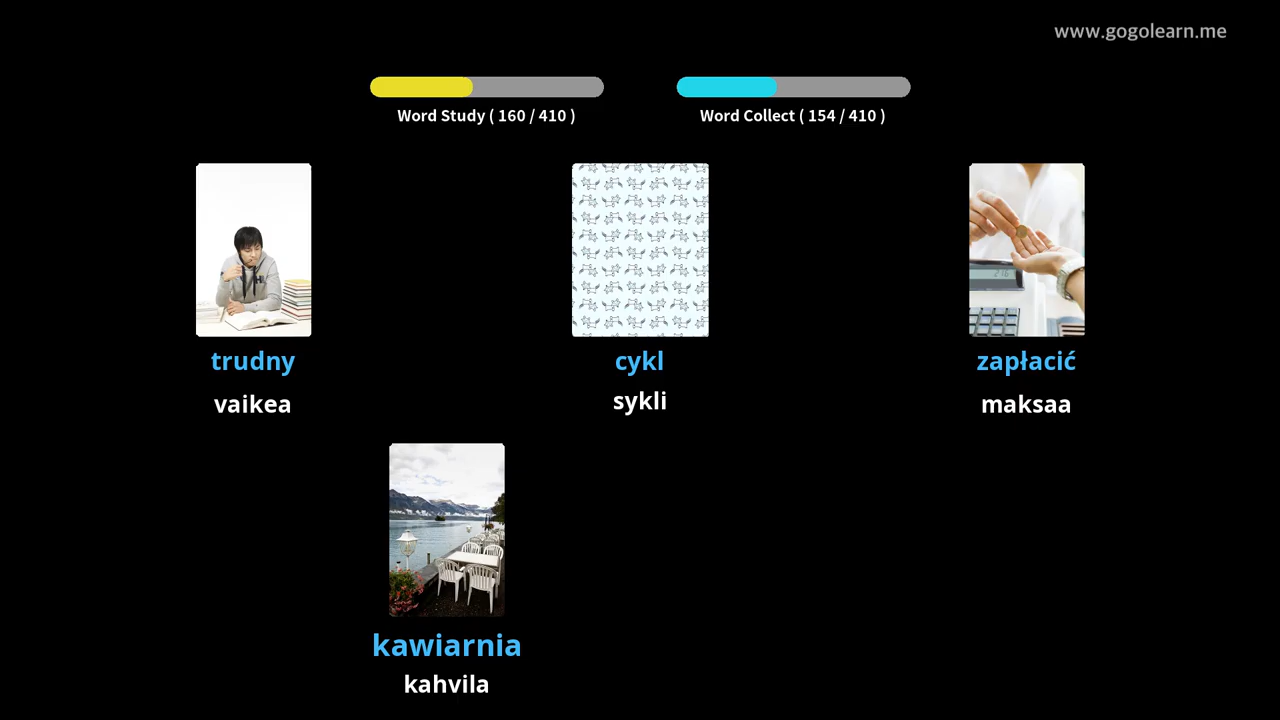 www.gogolearn.me
Word Study ( 160 / 410 )
Word Collect ( 154 / 410 )
trudny
vaikea
cykl
sykli
zapłacić
maksaa
kawiarnia
kahvila